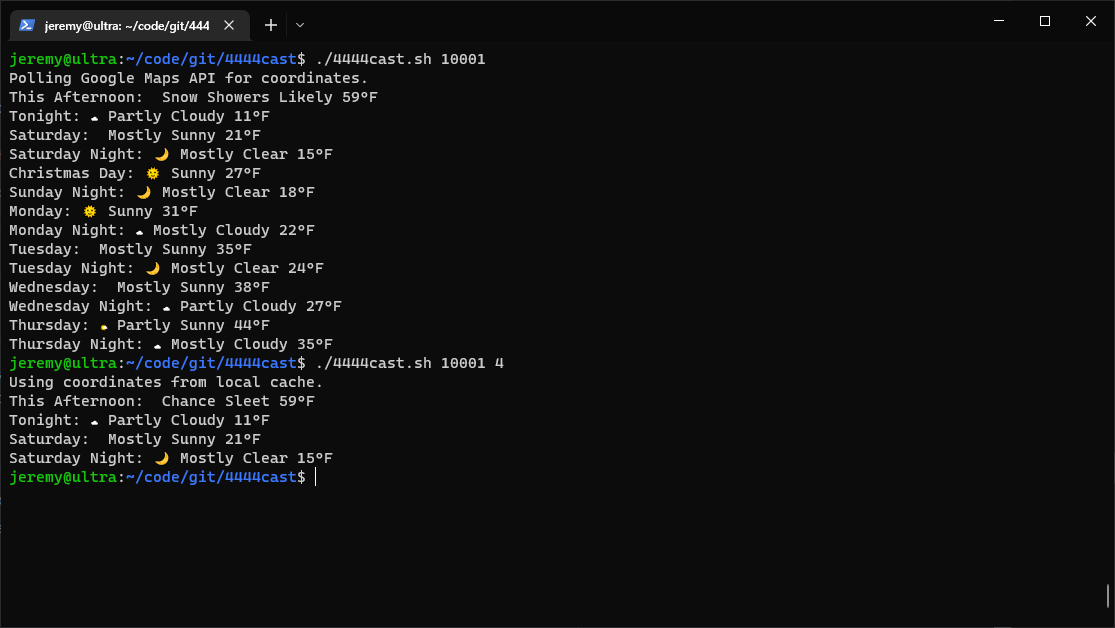 jeremy@ultra: ~/code/git/444
jeremy@ultra:~/code/git/4444cast$ ./4444cast.sh 10001
Polling Google Maps API for coordinates.
This Afternoon:  Snow Showers Likely 59°F
Tonight: ☁ Partly Cloudy 11°F
Saturday:  Mostly Sunny 21°F
Saturday Night: 🌙 Mostly Clear 15°F
Christmas Day: 🌞 Sunny 27°F
Sunday Night: 🌙 Mostly Clear 18°F
Monday: 🌞 Sunny 31°F
Monday Night: ☁ Mostly Cloudy 22°F
Tuesday:  Mostly Sunny 35°F
Tuesday Night: 🌙 Mostly Clear 24°F
Wednesday:  Mostly Sunny 38°F
Wednesday Night: ☁ Partly Cloudy 27°F
Thursday: ⛅ Partly Sunny 44°F
Thursday Night: ☁ Mostly Cloudy 35°F
jeremy@ultra:~/code/git/4444cast$ ./4444cast.sh 10001 4
Using coordinates from local cache.
This Afternoon:  Chance Sleet 59°F
Tonight: ☁ Partly Cloudy 11°F
Saturday:  Mostly Sunny 21°F
Saturday Night: 🌙 Mostly Clear 15°F
jeremy@ultra:~/code/git/4444cast$